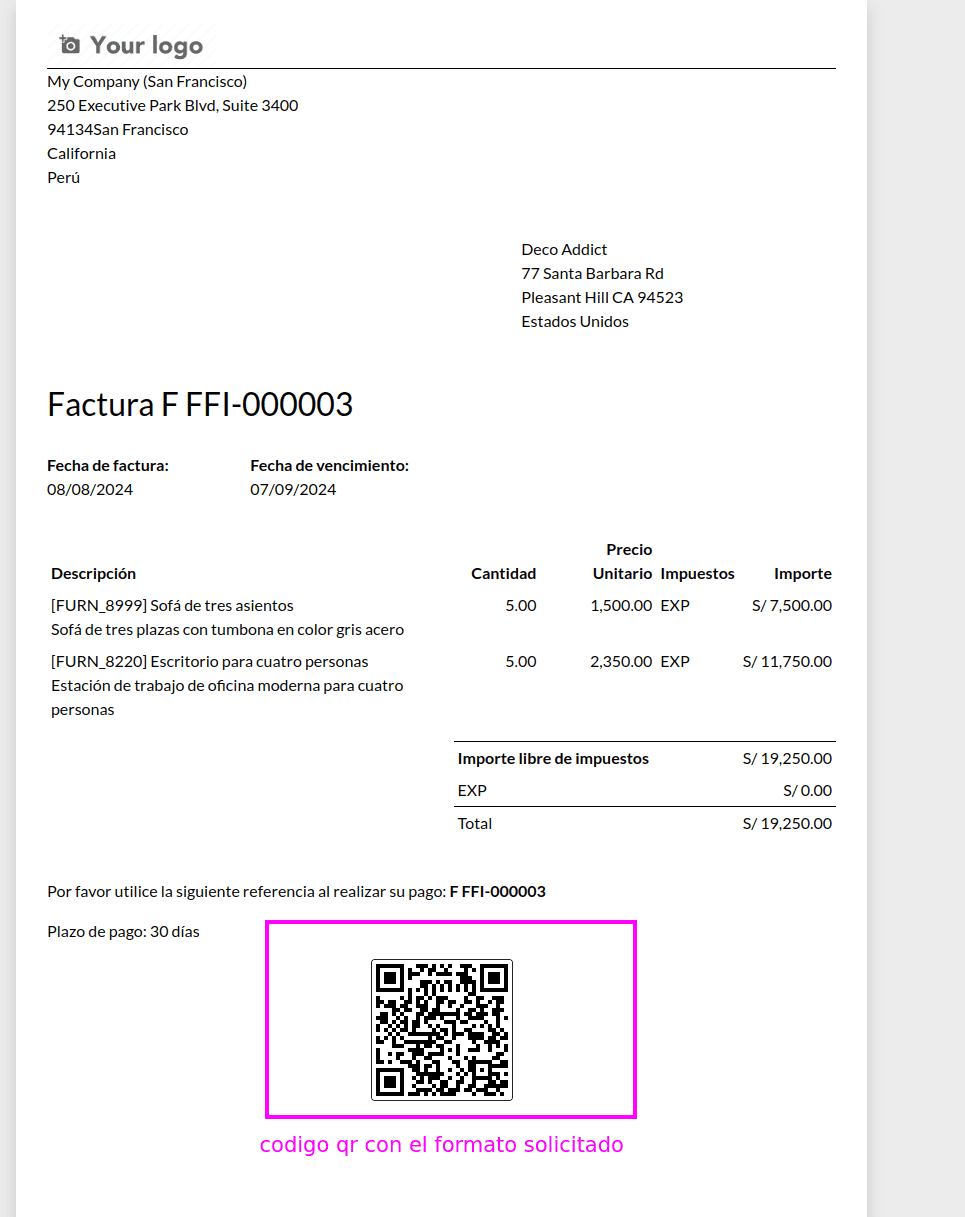 Your logo
My Company (San Francisco)
250 Executive Park Blvd, Suite 3400
94134San Francisco
California
Perú
Deco Addict
77 Santa Barbara Rd
Pleasant Hill CA 94523
Estados Unidos
Factura F FFI-000003
Fecha de factura: Fecha de vencimiento:
08/08/2024 07/09/2024
Precio
Descripción Cantidad Unitario Impuestos Importe
[FURN_8999] Sofá de tres asientos 5.00 1,500.00 EXP S/ 7,500.00
Sofá de tres plazas con tumbona en color gris acero
[FURN_8220] Escritorio para cuatro personas 5.00 2,350.00 EXP S/ 11,750.00
Estación de trabajo de oficina moderna para cuatro
personas
Importe libre de impuestos S/ 19,250.00
EXP S/ 0.00
Total S/ 19,250.00
Por favor utilice la siguiente referencia al realizar su pago: F FFI-000003
Plazo de pago: 30 días
codigo qr con el formato solicitado